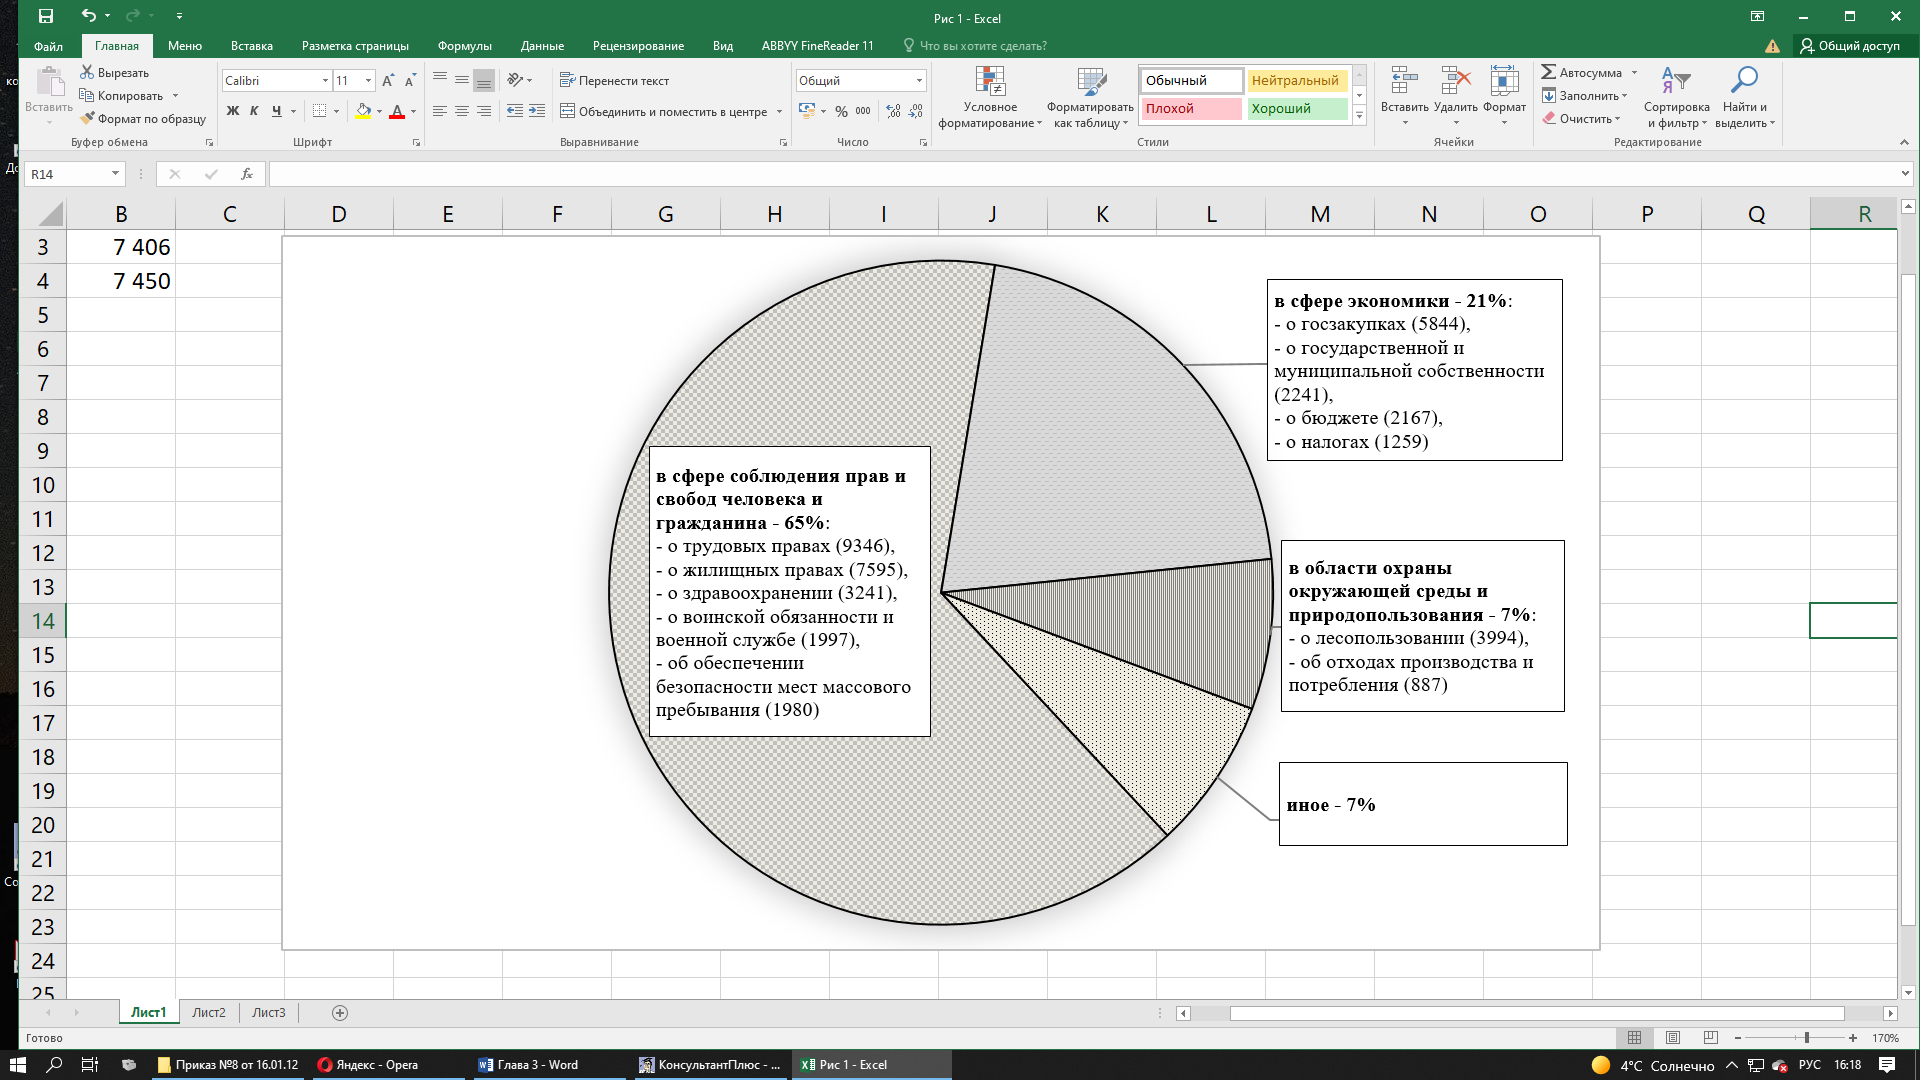 Рис 1 - Excel
Файл Главная Меню Вставка Разметка страницы Формулы Данные Рецензирование Вид ABBYY FineReader 11 Что вы хотите сделать? Общий доступ
Вставить
Вырезать
Копировать
Формат по образцу
Буфер обмена
Calibri 11
Ж К Ч А
Шрифт
Перенести текст
Объединить и поместить в центре
Выравнивание
Общий
% 000
Число
Условное форматирование
Форматировать как таблицу
Обычный Нейтральный
Плохой Хороший
Стили
Вставить Удалить Формат
Ячейки
Автосумма
Заполнить
Очистить
Сортировка и фильтр
Найти и выделить
Редактирование
R14 fx
B C D E F G H I J K L M N O P Q R
3 7 406
4 7 450
5
6
7
8
9
10
11
12
13
14
15
16
17
18
19
20
21
22
23
24
25
в сфере соблюдения прав и
свобод человека и
гражданина - 65%:
- о трудовых правах (9346),
- о жилищных правах (7595),
- о здравоохранении (3241),
- о воинской обязанности и
военной службе (1997),
- об обеспечении
безопасности мест массового
пребывания (1980)
в сфере экономики - 21%:
- о госзакупках (5844),
- о государственной и
муниципальной собственности
(2241),
- о бюджете (2167),
- о налогах (1259)
в области охраны
окружающей среды и
природопользования - 7%:
- о лесопользовании (3994),
- об отходах производства и
потребления (887)
иное - 7%
Лист1 Лист2 Лист3
Готово
170%
Приказ №8 от 16.01.12
Яндекс - Opera
Глава 3 - Word
КонсультантПлюс - ...
Рис 1 - Excel
4°C Солнечно
РУС
16:18